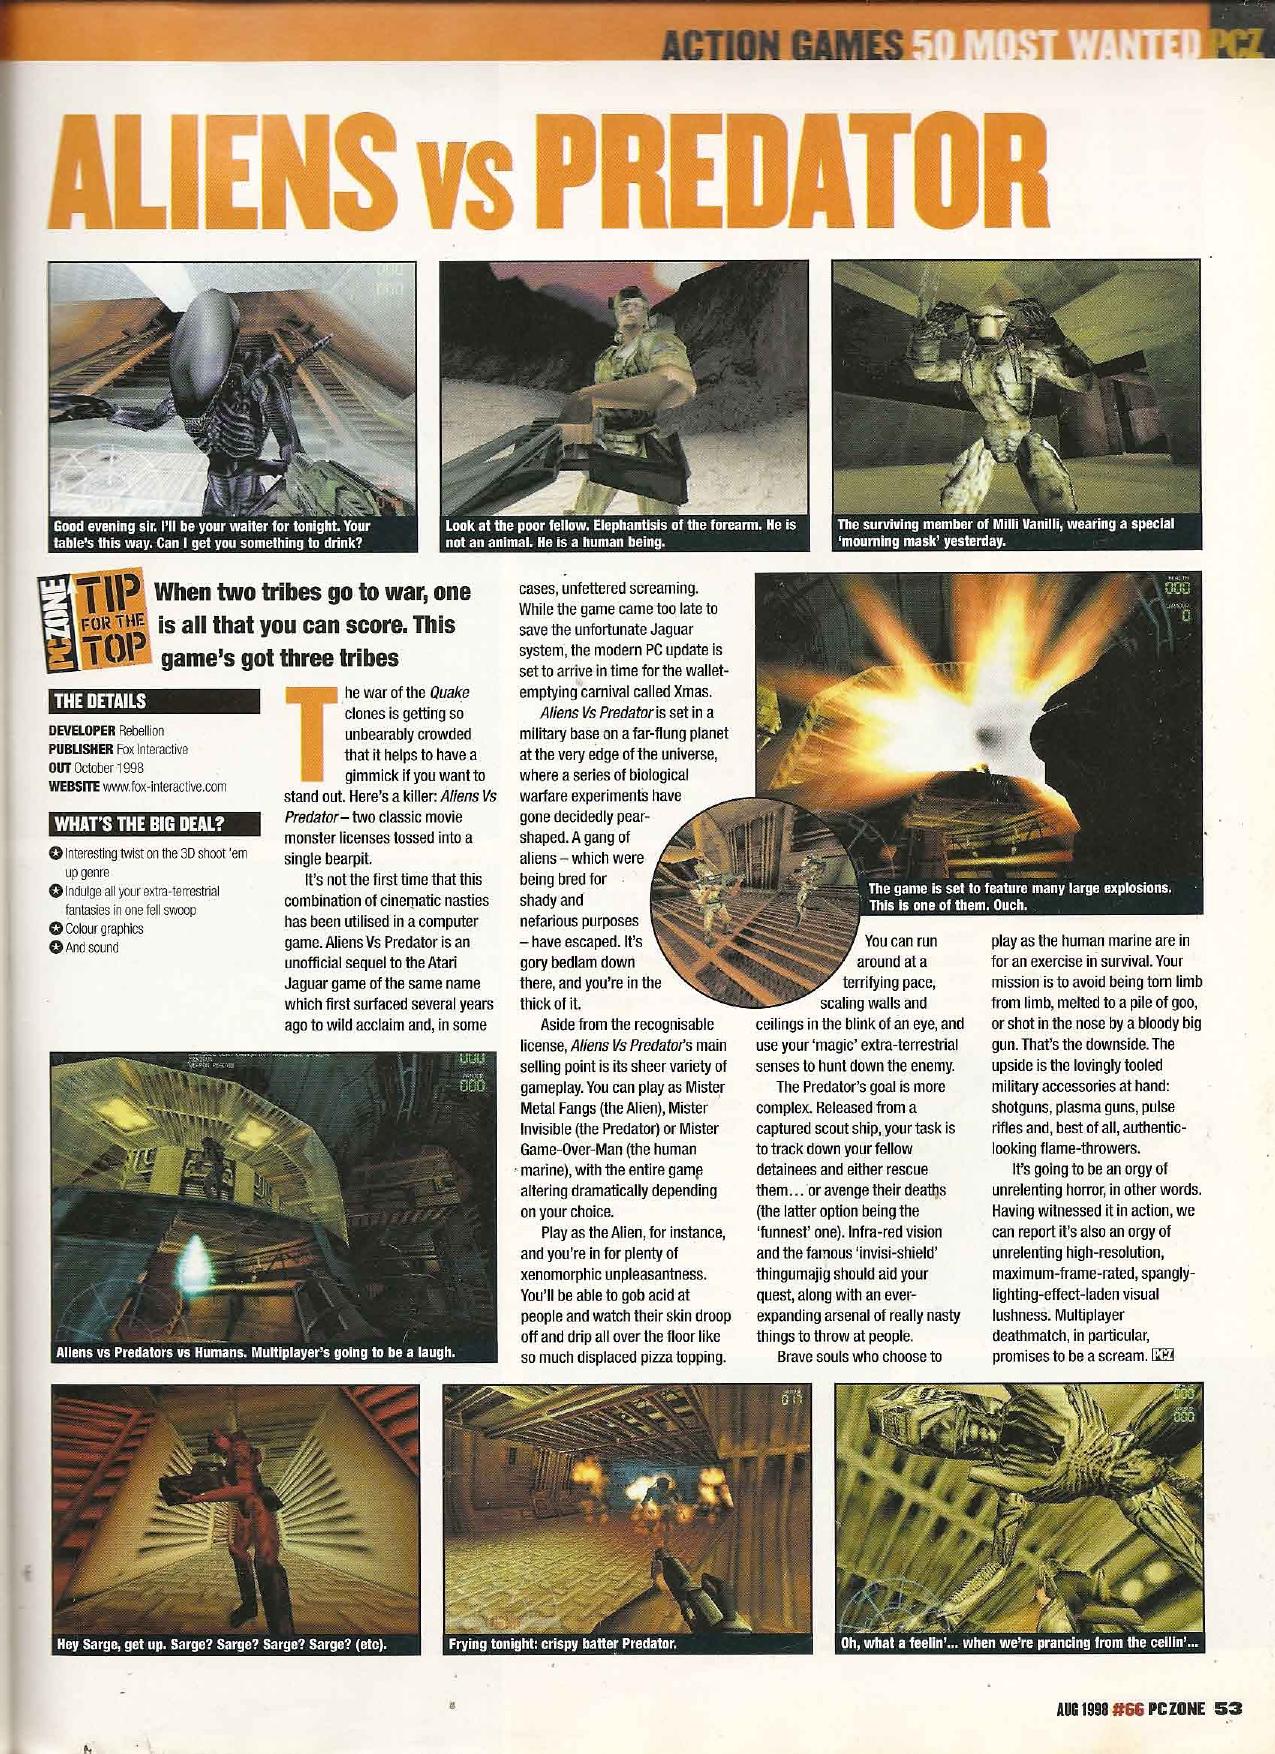 ACTION GAMES 50 MOST WANTED PCZ
ALIENS vs PREDATOR
Good evening sir. I'll be your waiter for tonight. Your
table's this way. Can I get you something to drink?
Look at the poor fellow. Elephantisis of the forearm. He is
not an animal. He is a human being.
The surviving member of Milli Vanilli, wearing a special
'mourning mask' yesterday.
PCZONE
TIP
FOR THE
TOP
When two tribes go to war, one
is all that you can score. This
game's got three tribes
THE DETAILS
DEVELOPER Rebellion
PUBLISHER Fox Interactive
OUT October 1998
WEBSITE www.fox-interactive.com
WHAT'S THE BIG DEAL?
Interesting twist on the 3D shoot 'em
up genre
Indulge all your extra-terrestrial
fantasies in one fell swoop
Colour graphics
And sound
The war of the Quake
clones is getting so
unbearably crowded
that it helps to have a
gimmick if you want to
stand out. Here's a killer: Aliens Vs
Predator – two classic movie
monster licenses tossed into a
single bearpit.
It's not the first time that this
combination of cinematic nasties
has been utilised in a computer
game. Aliens Vs Predator is an
unofficial sequel to the Atari
Jaguar game of the same name
which first surfaced several years
ago to wild acclaim and, in some
000
000
Aliens vs Predators vs Humans. Multiplayer's going to be a laugh.
cases, unfettered screaming.
While the game came too late to
save the unfortunate Jaguar
system, the modern PC update is
set to arrive in time for the wallet-
emptying carnival called Xmas.
Aliens Vs Predator is set in a
military base on a far-flung planet
at the very edge of the universe,
where a series of biological
warfare experiments have
gone decidedly pear-
shaped. A gang of
aliens – which were
being bred for
shady and
nefarious purposes
– have escaped. It's
gory bedlam down
there, and you're in the
thick of it.
Aside from the recognisable
license, Aliens Vs Predator's main
selling point is its sheer variety of
gameplay. You can play as Mister
Metal Fangs (the Alien), Mister
Invisible (the Predator) or Mister
Game-Over-Man (the human
marine), with the entire game
altering dramatically depending
on your choice.
Play as the Alien, for instance,
and you're in for plenty of
xenomorphic unpleasantness.
You'll be able to gob acid at
people and watch their skin droop
off and drip all over the floor like
so much displaced pizza topping.
000
0
The game is set to feature many large explosions.
This is one of them. Ouch.
You can run
around at a
terrifying pace,
scaling walls and
ceilings in the blink of an eye, and
use your 'magic' extra-terrestrial
senses to hunt down the enemy.
The Predator's goal is more
complex. Released from a
captured scout ship, your task is
to track down your fellow
detainees and either rescue
them... or avenge their deaths
(the latter option being the
'funnest' one). Infra-red vision
and the famous 'invisi-shield'
thingumajig should aid your
quest, along with an ever-
expanding arsenal of really nasty
things to throw at people.
Brave souls who choose to
play as the human marine are in
for an exercise in survival. Your
mission is to avoid being torn limb
from limb, melted to a pile of goo,
or shot in the nose by a bloody big
gun. That's the downside. The
upside is the lovingly tooled
military accessories at hand:
shotguns, plasma guns, pulse
rifles and, best of all, authentic-
looking flame-throwers.
It's going to be an orgy of
unrelenting horror, in other words.
Having witnessed it in action, we
can report it's also an orgy of
unrelenting high-resolution,
maximum-frame-rated, spangly-
lighting-effect-laden visual
lushness. Multiplayer
deathmatch, in particular,
promises to be a scream. PCZ
Hey Sarge, get up. Sarge? Sarge? Sarge? Sarge? (etc).
017
Frying tonight: crispy batter Predator.
000
000
Oh, what a feelin'... when we're prancing from the ceilin'...
AUG 1998 #66 PC ZONE 53